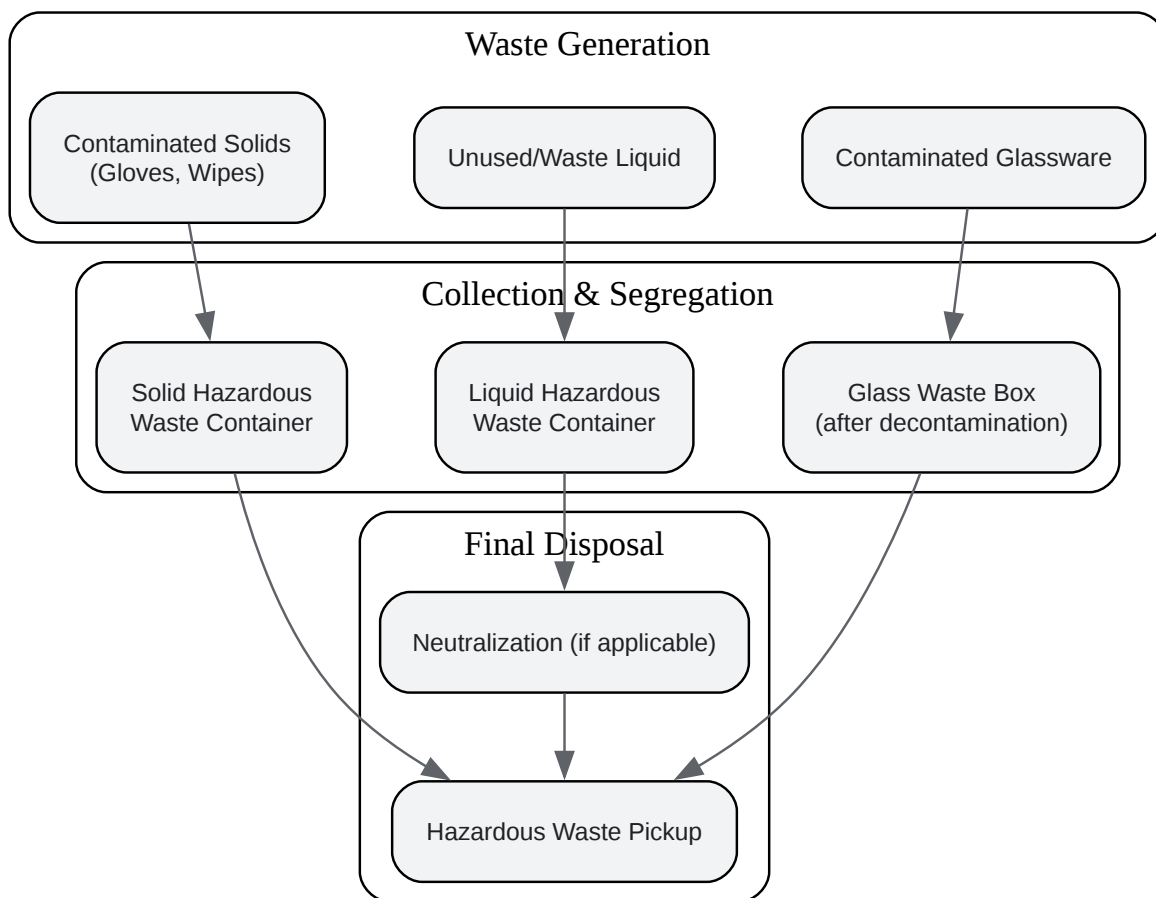 Waste Generation
Contaminated Solids
(Gloves, Wipes)
Unused/Waste Liquid
Contaminated Glassware
Collection & Segregation
Solid Hazardous
Waste Container
Liquid Hazardous
Waste Container
Glass Waste Box
(after decontamination)
Final Disposal
Neutralization (if applicable)
Hazardous Waste Pickup